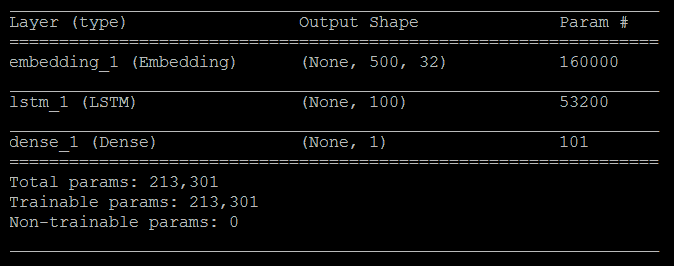 Layer (type) Output Shape Param #
embedding_1 (Embedding) (None, 500, 32) 160000
lstm_1 (LSTM) (None, 100) 53200
dense_1 (Dense) (None, 1) 101
Total params: 213,301
Trainable params: 213,301
Non-trainable params: 0